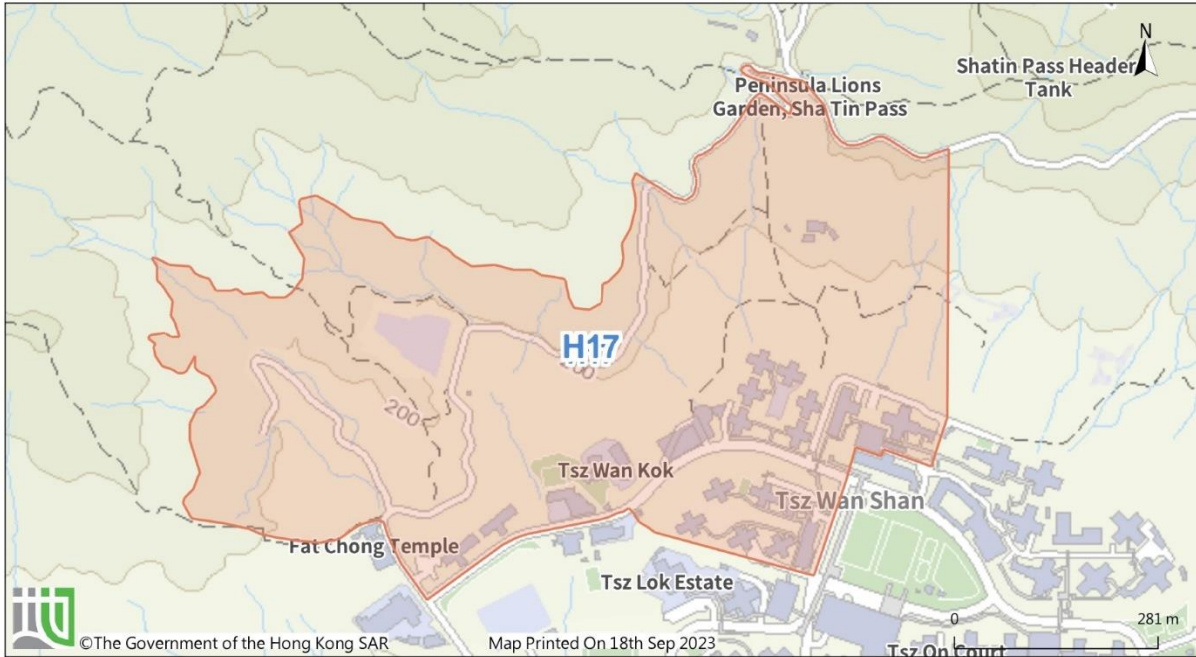 N
Shatin Pass Header
Tank
Peninsula Lions
Garden, Sha Tin Pass
H17
200
200
Tsz Wan Kok
Tsz Wan Shan
Fat Chong Temple
Tsz Lok Estate
0
281 m
©The Government of the Hong Kong SAR
Map Printed On 18th Sep 2023
Tsz On Court